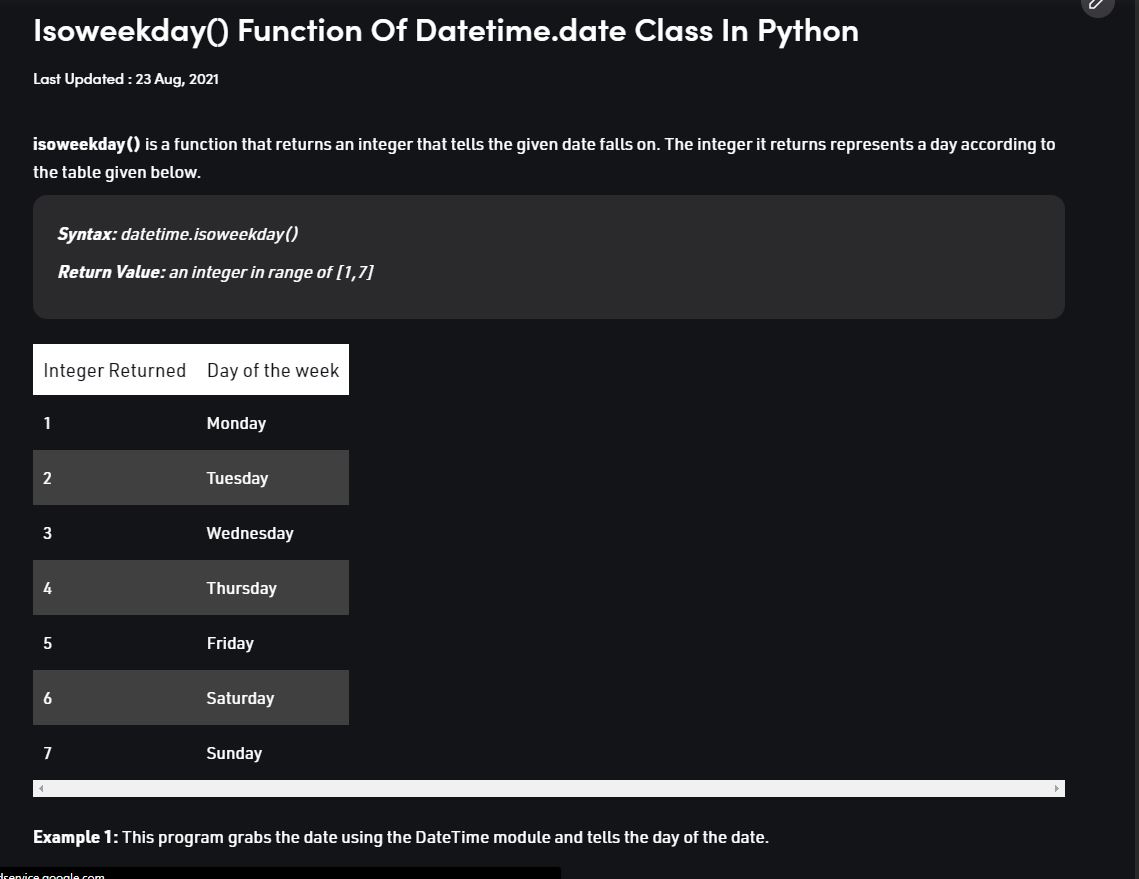 Isoweekday() Function Of Datetime.date Class In Python
Last Updated : 23 Aug, 2021
isoweekday() is a function that returns an integer that tells the given date falls on. The integer it returns represents a day according to
the table given below.
Syntax: datetime.isoweekday()
Return Value: an integer in range of [1,7]
Integer Returned Day of the week
1 Monday
2 Tuesday
3 Wednesday
4 Thursday
5 Friday
6 Saturday
7 Sunday
Example 1: This program grabs the date using the DateTime module and tells the day of the date.
dservice.google.com